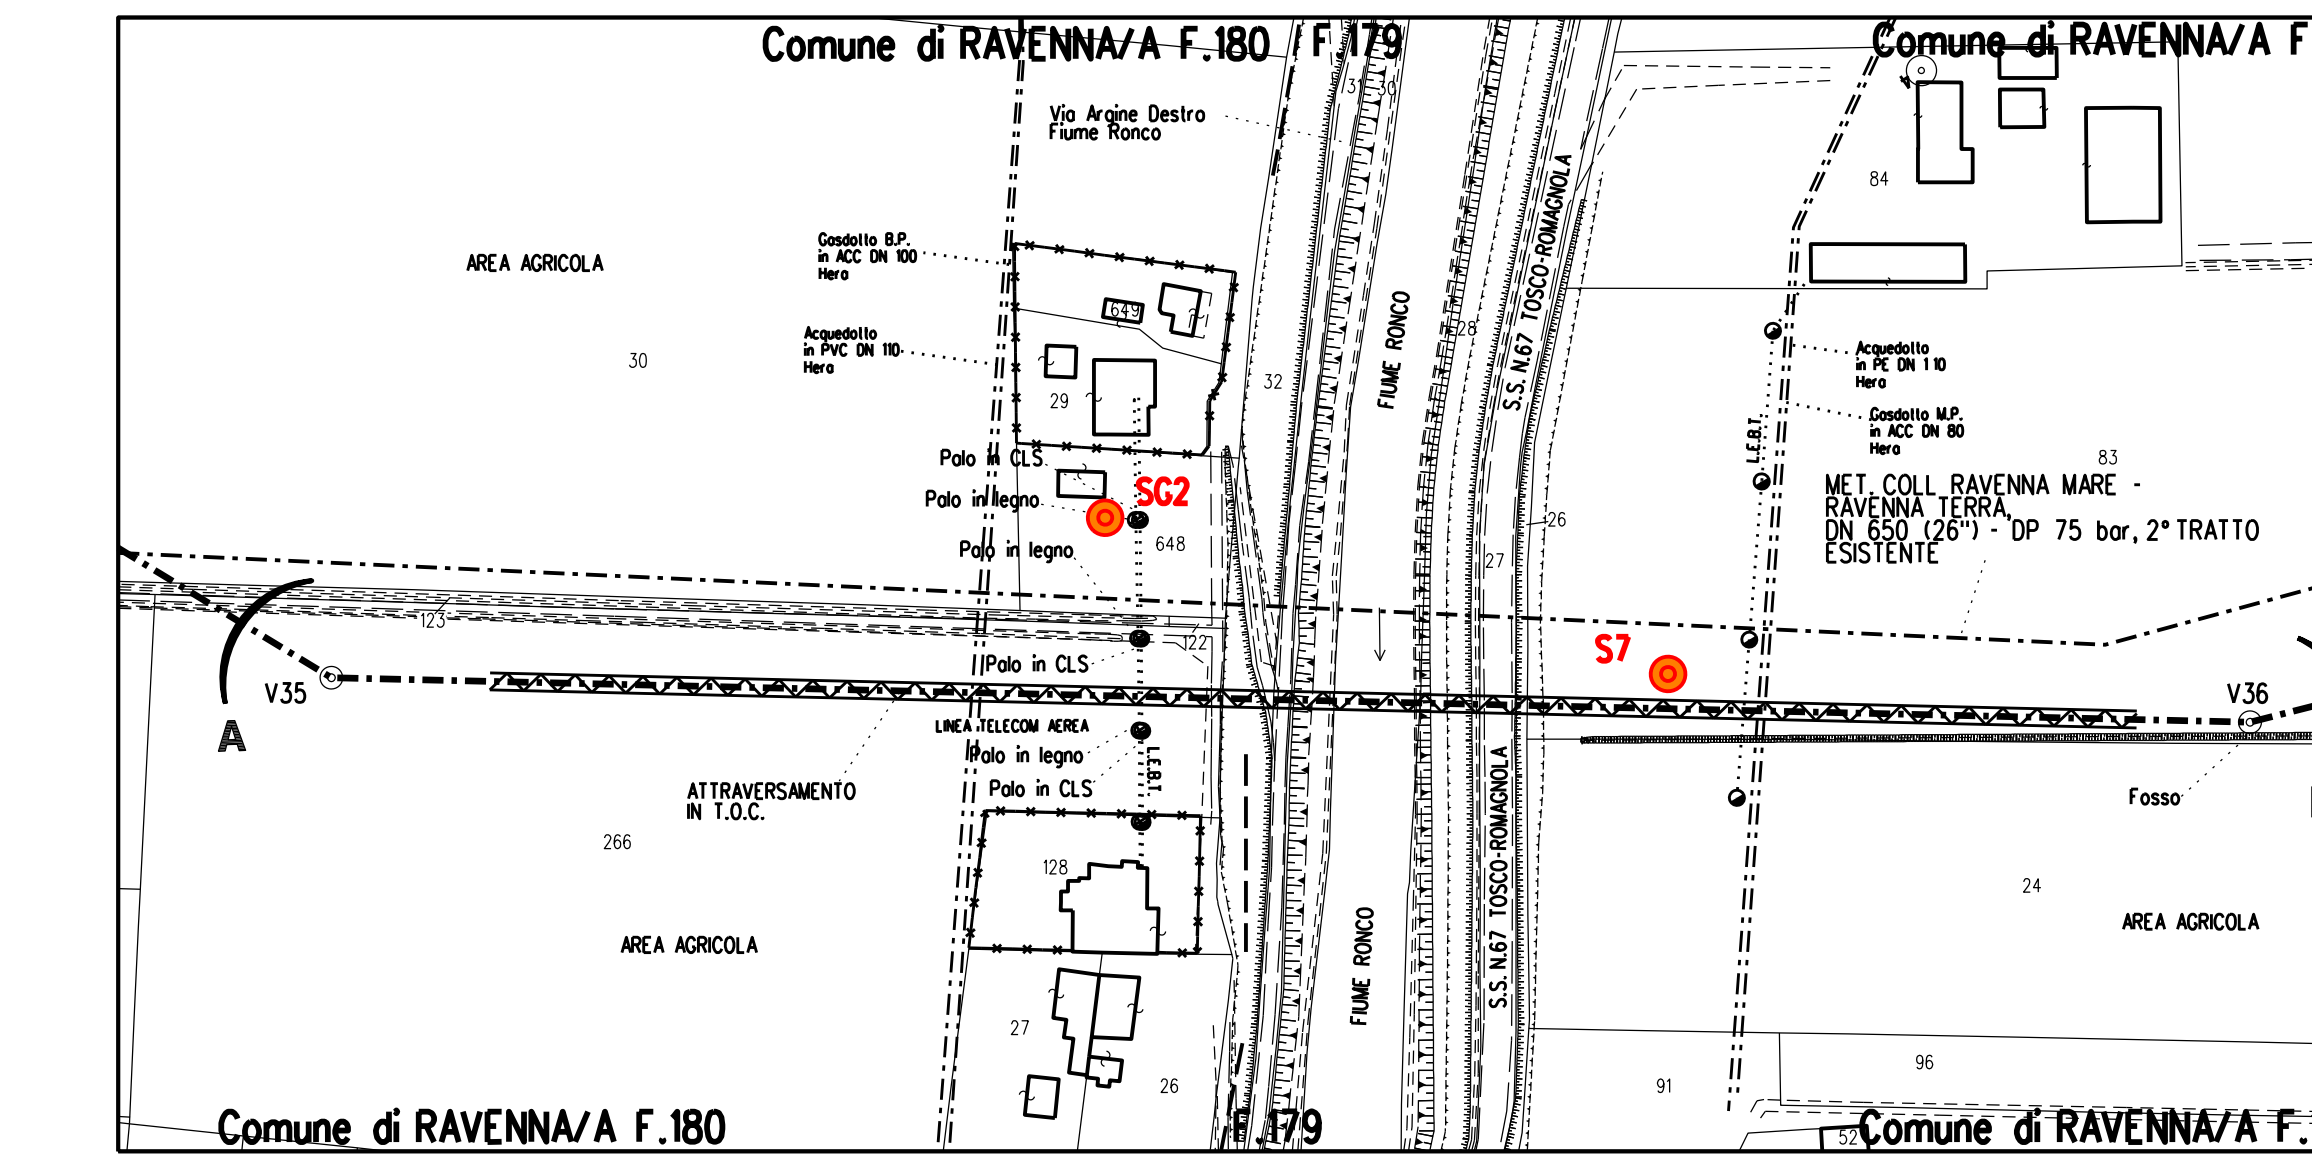 Comune di RAVENNA/A F.180
F.179
Comune di RAVENNA/A F
31
30
Via Argine Destro
Fiume Ronco
4
84
AREA AGRICOLA
Gasdotto B.P.
in ACC DN 100
Hera
649
Acquedotto
in PVC DN 110
Hera
30
29
32
FIUME RONCO
28
S.S. N.67 TOSCO-ROMAGNOLA
Acquedotto
in PE DN 110
Hera
Gasdotto M.P.
in ACC DN 80
Hera
L.E.B.T.
83
Palo in CLS
SG2
Palo in legno
648
Palo in legno
26
27
MET. COLL RAVENNA MARE -
RAVENNA TERRA,
DN 650 (26") - DP 75 bar, 2° TRATTO
ESISTENTE
123
122
Palo in CLS
S7
V35
V36
A
LINEA TELECOM AEREA
Palo in legno
L.E.B.T.
Palo in CLS
ATTRAVERSAMENTO
IN T.O.C.
Fosso
266
128
S.S. N.67 TOSCO-ROMAGNOLA
24
AREA AGRICOLA
AREA AGRICOLA
FIUME RONCO
27
26
91
96
52
Comune di RAVENNA/A F.180
F.179
Comune di RAVENNA/A F.